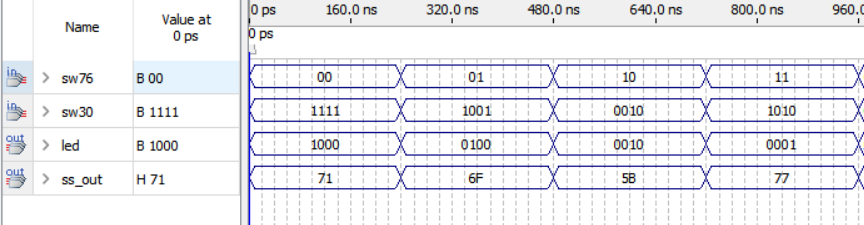 0 ps 160.0 ns 320.0 ns 480.0 ns 640.0 ns 800.0 ns 960.0
Name Value at
0 ps
0 ps
in sw76 B 00 00 01 10 11
in sw30 B 1111 1111 1001 0010 1010
out led B 1000 1000 0100 0010 0001
out ss_out H 71 71 6F 5B 77